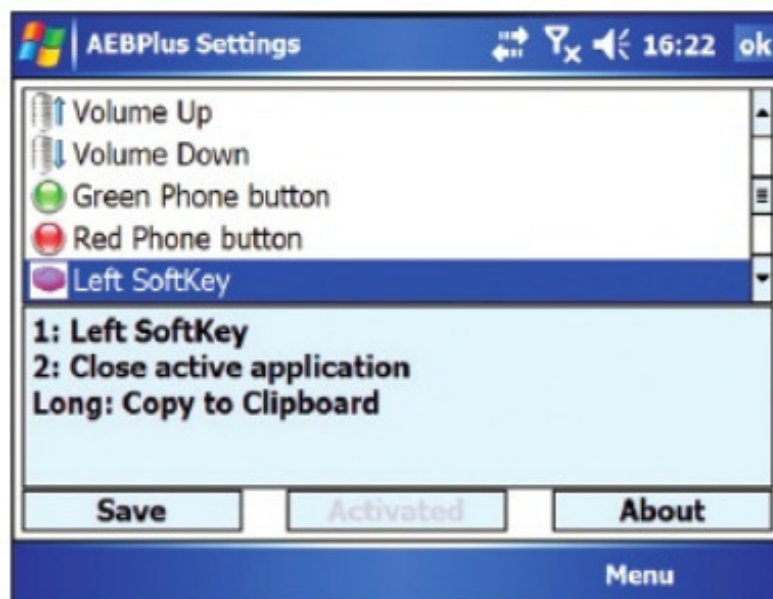 AEBPlus Settings 16:22 ok
Volume Up
Volume Down
Green Phone button
Red Phone button
Left SoftKey
1: Left SoftKey
2: Close active application
Long: Copy to Clipboard
Save Activated About
Menu